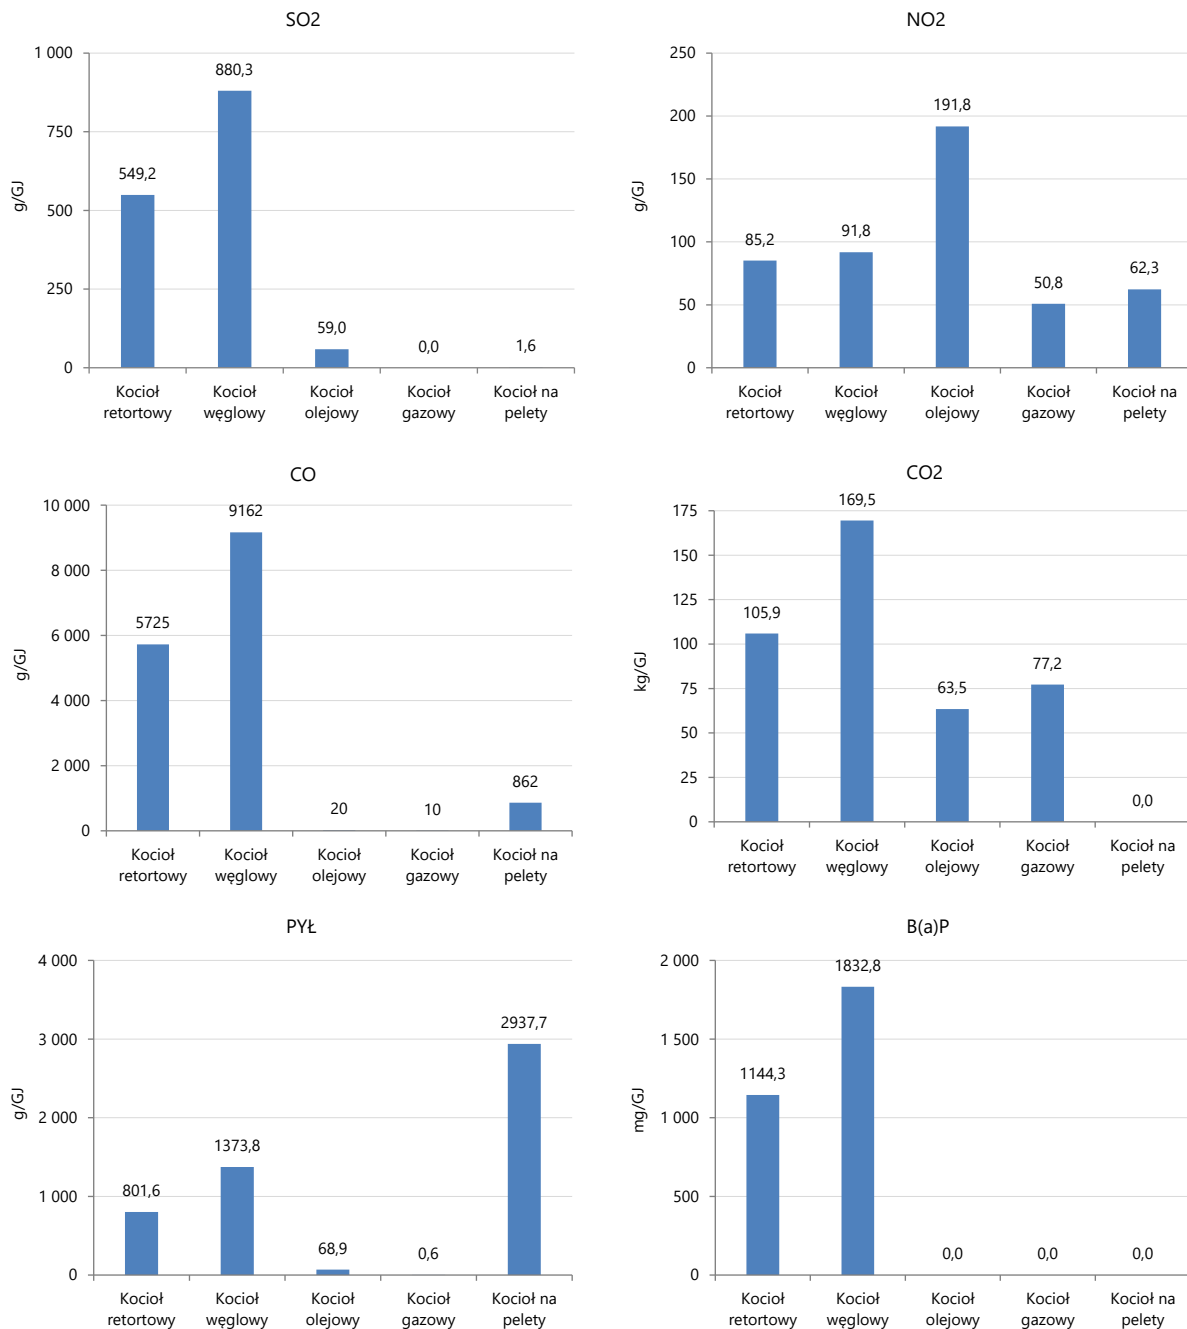 SO2
1 000
750
500
250
0
g/GJ
549,2
880,3
59,0
0,0
1,6
Kocioł
retortowy
Kocioł
węglowy
Kocioł
olejowy
Kocioł
gazowy
Kocioł na
pelety
NO2
250
200
150
100
50
0
g/GJ
85,2
91,8
191,8
50,8
62,3
Kocioł
retortowy
Kocioł
węglowy
Kocioł
olejowy
Kocioł
gazowy
Kocioł na
pelety
CO
10 000
8 000
6 000
4 000
2 000
0
g/GJ
5725
9162
20
10
862
Kocioł
retortowy
Kocioł
węglowy
Kocioł
olejowy
Kocioł
gazowy
Kocioł na
pelety
CO2
175
150
125
100
75
50
25
0
kg/GJ
105,9
169,5
63,5
77,2
0,0
Kocioł
retortowy
Kocioł
węglowy
Kocioł
olejowy
Kocioł
gazowy
Kocioł na
pelety
PYŁ
4 000
3 000
2 000
1 000
0
g/GJ
801,6
1373,8
68,9
0,6
2937,7
Kocioł
retortowy
Kocioł
węglowy
Kocioł
olejowy
Kocioł
gazowy
Kocioł na
pelety
B(a)P
2 000
1 500
1 000
500
0
mg/GJ
1144,3
1832,8
0,0
0,0
0,0
Kocioł
retortowy
Kocioł
węglowy
Kocioł
olejowy
Kocioł
gazowy
Kocioł na
pelety